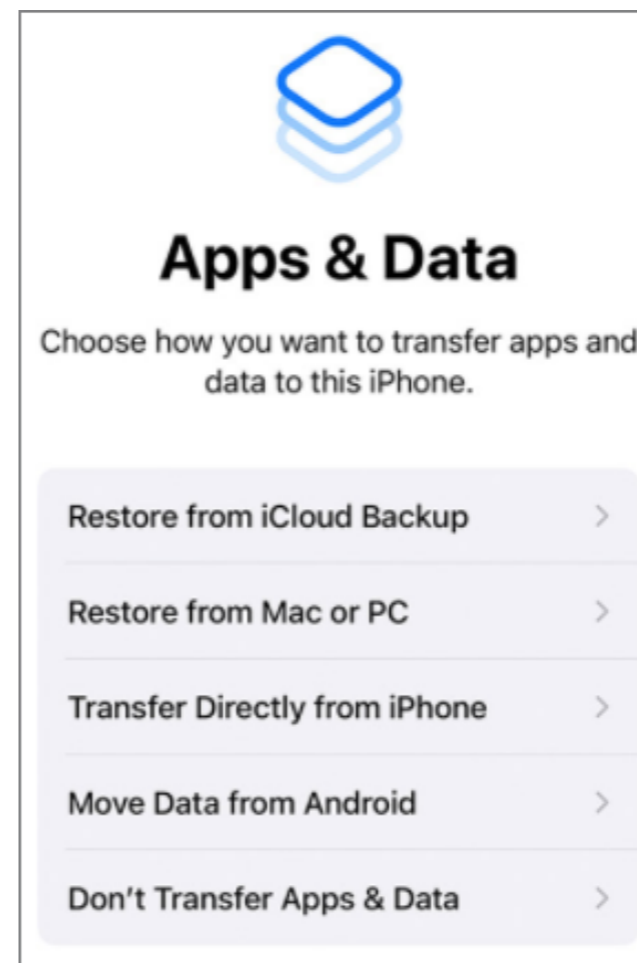 Apps & Data
Choose how you want to transfer apps and
data to this iPhone.
Restore from iCloud Backup
Restore from Mac or PC
Transfer Directly from iPhone
Move Data from Android
Don’t Transfer Apps & Data